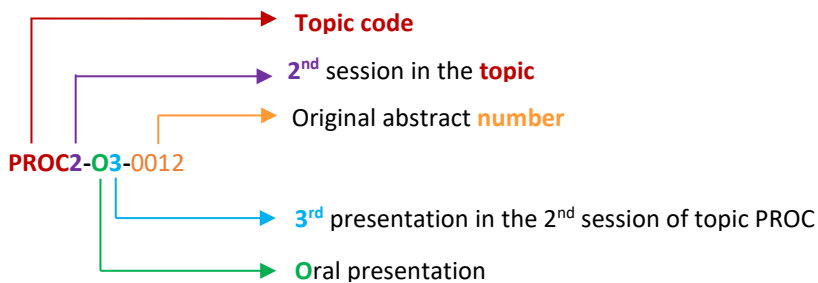 Topic code
2nd session in the topic
Original abstract number
PROC2-O3-0012
3rd presentation in the 2nd session of topic PROC
Oral presentation